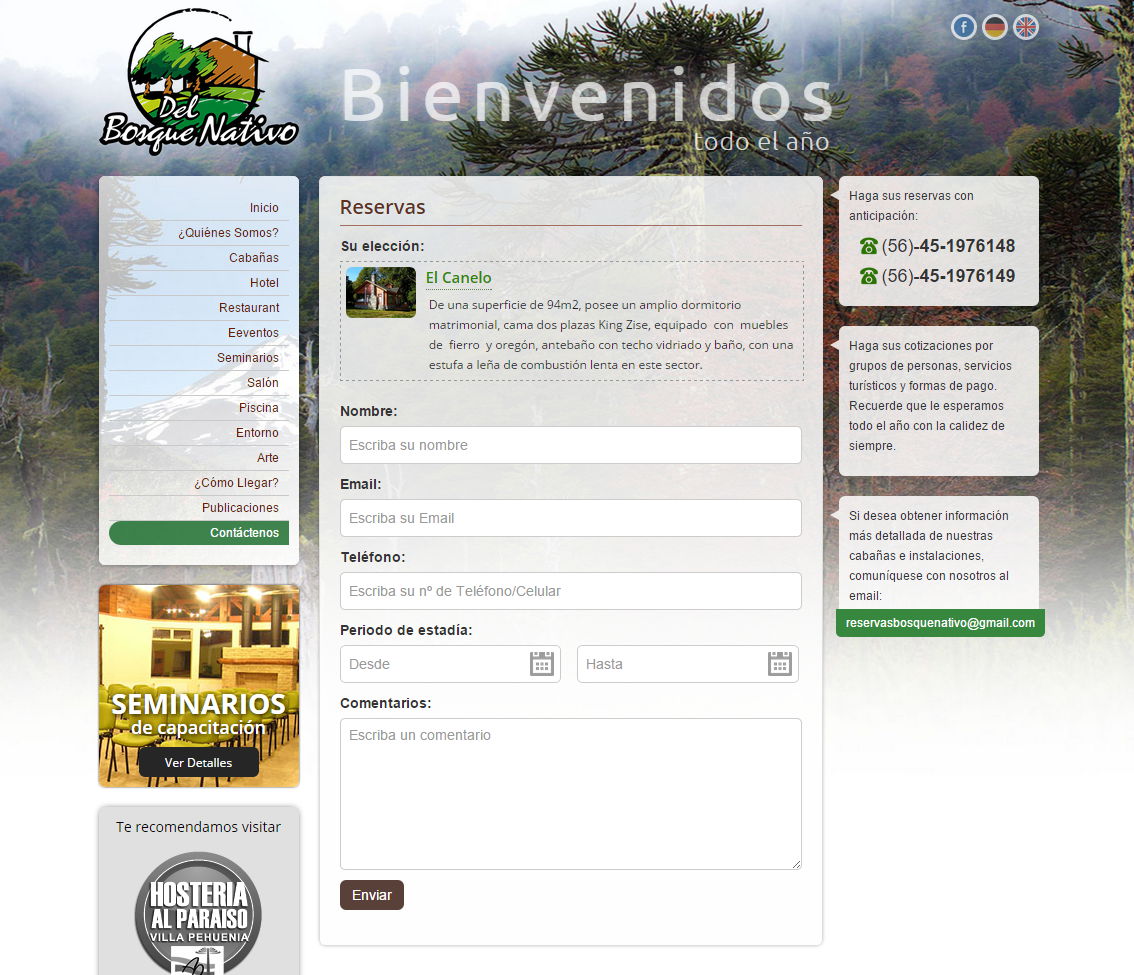 Del
Bosque Nativo
Bienvenidos
todo el año
Inicio
¿Quiénes Somos?
Cabañas
Hotel
Restaurant
Eeventos
Seminarios
Salón
Piscina
Entorno
Arte
¿Cómo Llegar?
Publicaciones
Contáctenos
SEMINARIOS
de capacitación
Ver Detalles
Te recomendamos visitar
HOSTERIA
AL PARAISO
VILLA PEHUENIA
Reservas
Su elección:
El Canelo
De una superficie de 94m2, posee un amplio dormitorio
matrimonial, cama dos plazas King Zise, equipado con muebles
de fierro y oregón, antebaño con techo vidriado y baño, con una
estufa a leña de combustión lenta en este sector.
Nombre:
Escriba su nombre
Email:
Escriba su Email
Teléfono:
Escriba su nº de Teléfono/Celular
Periodo de estadía:
Desde
Hasta
Comentarios:
Escriba un comentario
Enviar
Haga sus reservas con
anticipación:
(56)-45-1976148
(56)-45-1976149
Haga sus cotizaciones por
grupos de personas, servicios
turísticos y formas de pago.
Recuerde que le esperamos
todo el año con la calidez de
siempre.
Si desea obtener información
más detallada de nuestras
cabañas e instalaciones,
comuníquese con nosotros al
email:
reservasbosquenativo@gmail.com